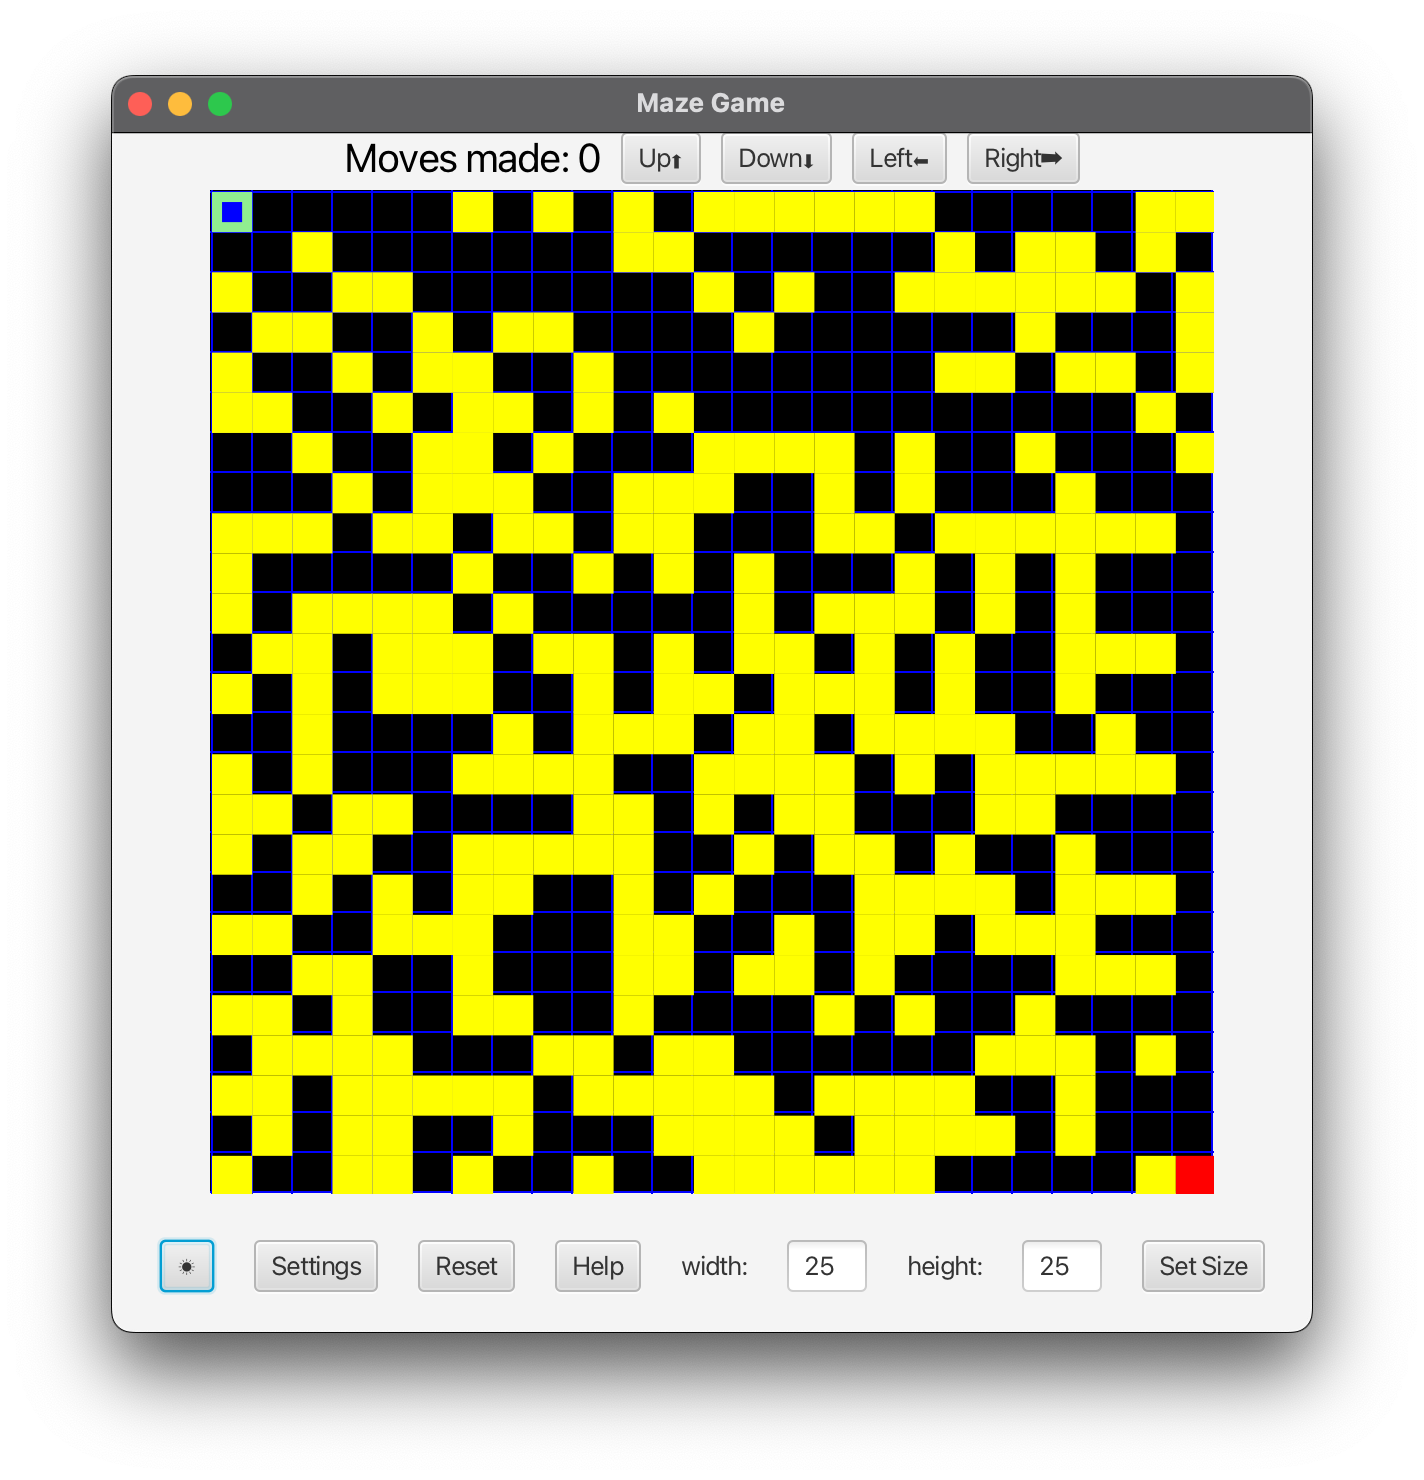 Maze Game
Moves made: 0 Up⬆ Down⬇ Left⬅ Right➡
☀ Settings Reset Help width: 25 height: 25 Set Size